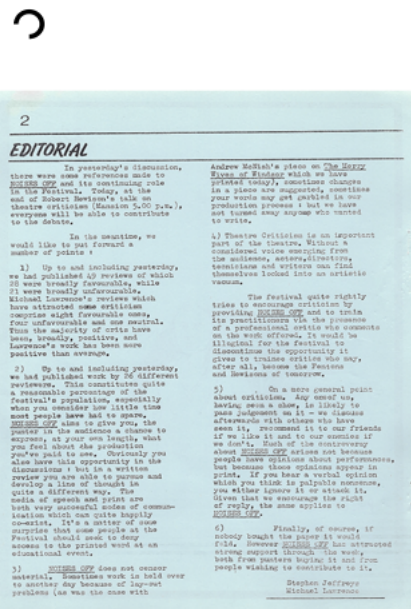 2
EDITORIAL
In yesterday's discussion,
there were some references made to
NOISES OFF and its continuing role
in the Festival. Today, at the
end of Robert Hewison's talk on
theatre criticism (Mansion 5.00 p.m.),
everyone will be able to contribute
to the debate.
In the meantime, we
would like to put forward a
number of points :
1) Up to and including yesterday,
we had published 49 reviews of which
28 were broadly favourable, while
21 were broadly unfavourable.
Michael Lawrence's reviews which
have attracted some criticism
comprise eight favourable ones,
four unfavourable and one neutral.
Thus the majority of crits have
been, broadly, positive, and
Lawrence's work has been more
positive than average.
2) Up to and including yesterday,
we had published work by 26 different
reviewers. This constitutes quite
a reasonable percentage of the
festival's population, especially
when you consider how little time
most people have had to spare.
NOISES OFF aims to give you, the
punter in the audience a chance to
express, at your own length, what
you feel about the production
you've paid to see. Obviously you
also have this opportunity in the
discussions : but in a written
review you are able to pursue and
develop a line of thought in
quite a different way. The
media of speech and print are
both very successful modes of commun-
ication which can quite happily
co-exist. It's a matter of some
surprise that some people at the
Festival should seek to deny
access to the printed word at an
educational event.
3) NOISES OFF does not censor
material. Sometimes work is held over
to another day because of lay-out
problems (as was the case with
Andrew McNish's piece on The Merry
Wives of Windsor which we have
printed today), sometimes changes
in a piece are suggested, sometimes
your words may get garbled in our
production process : but we have
not turned away anyone who wanted
to write.
4) Theatre Criticism is an important
part of the theatre. Without a
considered voice emerging from
the audience, actors, directors,
technicians and writers can find
themselves locked into an artistic
vacuum.
The festival quite rightly
tries to encourage criticism by
providing NOISES OFF and to train
its practitioners via the presence
of a professional critic who comments
on the work offered. It would be
illogical for the festival to
discontinue the opportunity it
gives to trainee critics who may,
after all, become the Fentons
and Hewisons of tomorrow.
5) On a more general point
about criticism. Any one of us,
having seen a show, is likely to
pass judgement on it - we discuss
afterwards with others who have
seen it, recommend it to our friends
if we like it and to our enemies if
we don't. Much of the controversy
about NOISES OFF arises not because
people have opinions about performances,
but because those opinions appear in
print. If you hear a verbal opinion
which you think is palpable nonsense,
you either ignore it or attack it.
Given that we encourage the right
of reply, the same applies to
NOISES OFF.
6) Finally, of course, if
nobody bought the paper it would
fold. However NOISES OFF has attracted
strong support through the week,
both from punters buying it and from
people wishing to contribute to it.
Stephen Jeffreys
Michael Lawrence